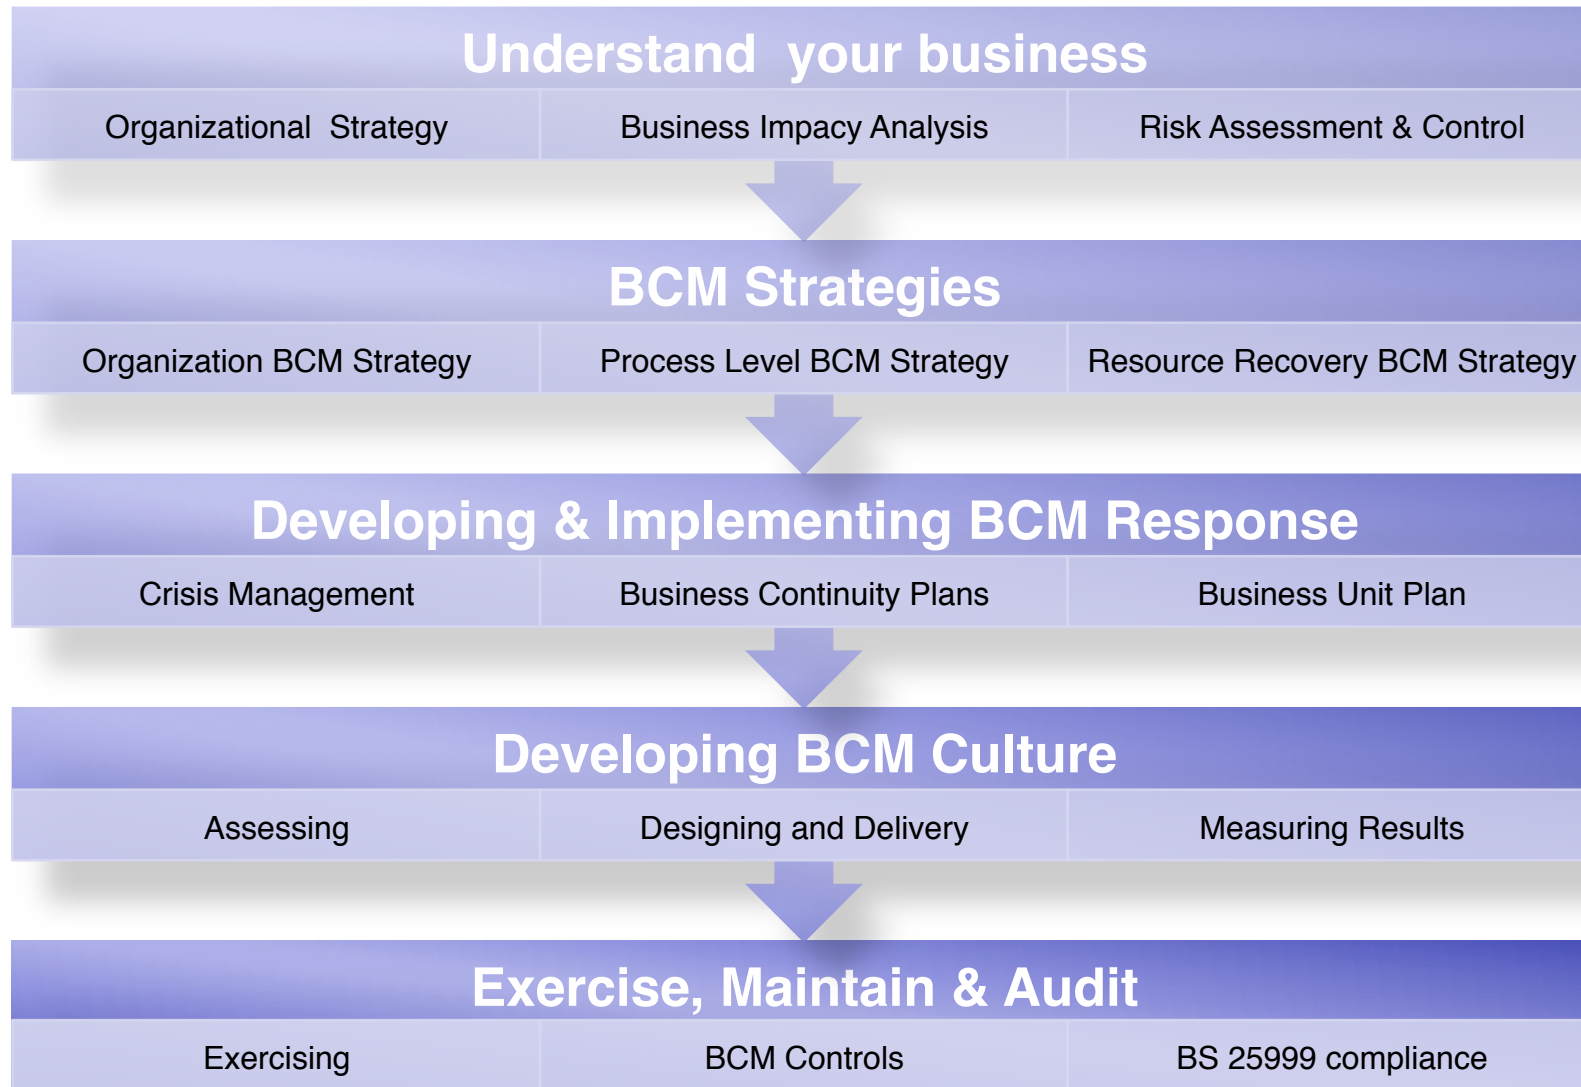 Understand  your business
Organizational  Strategy
Business Impacy Analysis
Risk Assessment & Control
BCM Strategies
Organization BCM Strategy
Process Level BCM Strategy
Resource Recovery BCM Strategy
Developing & Implementing BCM Response
Crisis Management
Business Continuity Plans
Business Unit Plan
Developing BCM Culture
Assessing
Designing and Delivery
Measuring Results
Exercise, Maintain & Audit
Exercising
BCM Controls
BS 25999 compliance